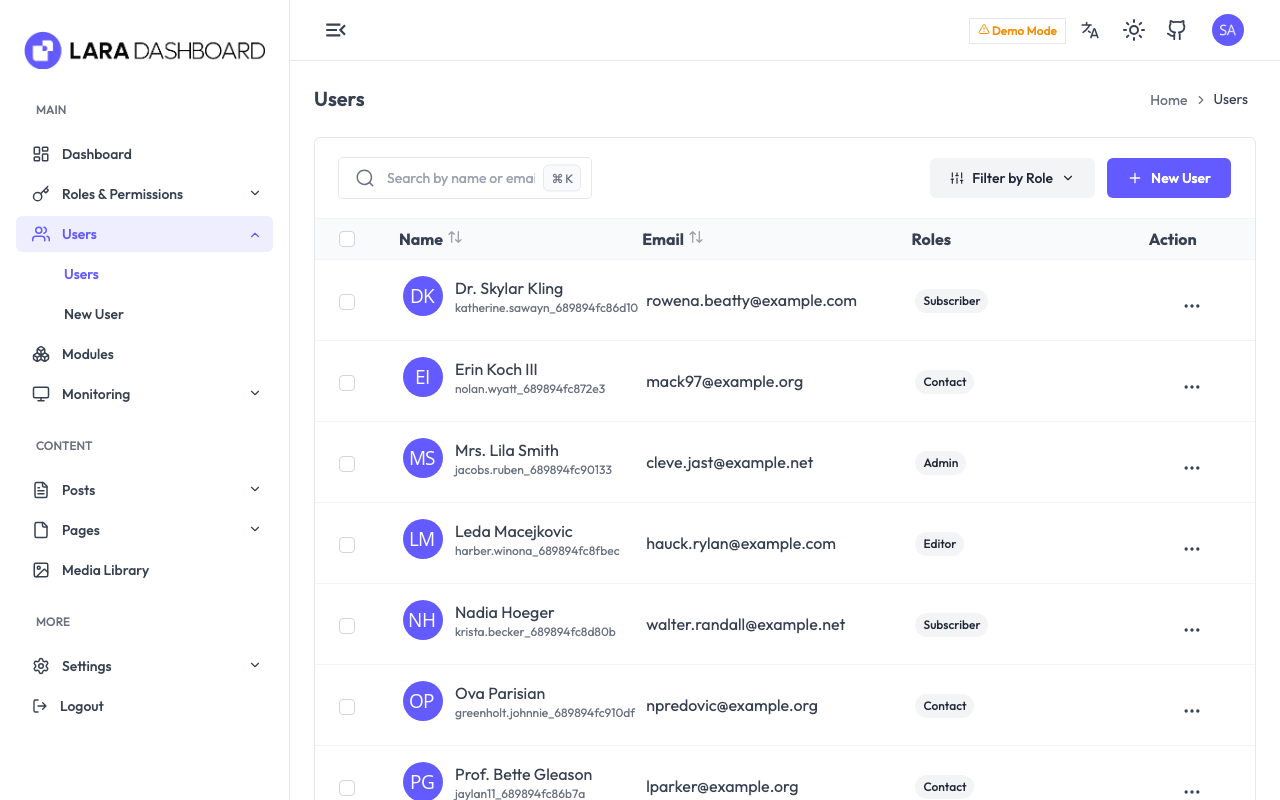 LARA DASHBOARD
MAIN
Dashboard
Roles & Permissions
Users
Users
New User
Modules
Monitoring
CONTENT
Posts
Pages
Media Library
MORE
Settings
Logout
Demo Mode
SA
Users
Home > Users
Search by name or emai
⌘ K
Filter by Role
New User
Name Email Roles Action
DK Dr. Skylar Kling rowena.beatty@example.com Subscriber
katherine.sawayn_689894fc86d10
EI Erin Koch III mack97@example.org Contact
nolan.wyatt_689894fc872e3
MS Mrs. Lila Smith cleve.jast@example.net Admin
jacobs.ruben_689894fc90133
LM Leda Macejkovic hauck.rylan@example.com Editor
harber.winona_689894fc8fbec
NH Nadia Hoeger walter.randall@example.net Subscriber
krista.becker_689894fc8d80b
OP Ova Parisian npredovic@example.org Contact
greenholt.johnnie_689894fc910df
PG Prof. Bette Gleason lparker@example.org Contact
jaylan11_689894fc86b7a